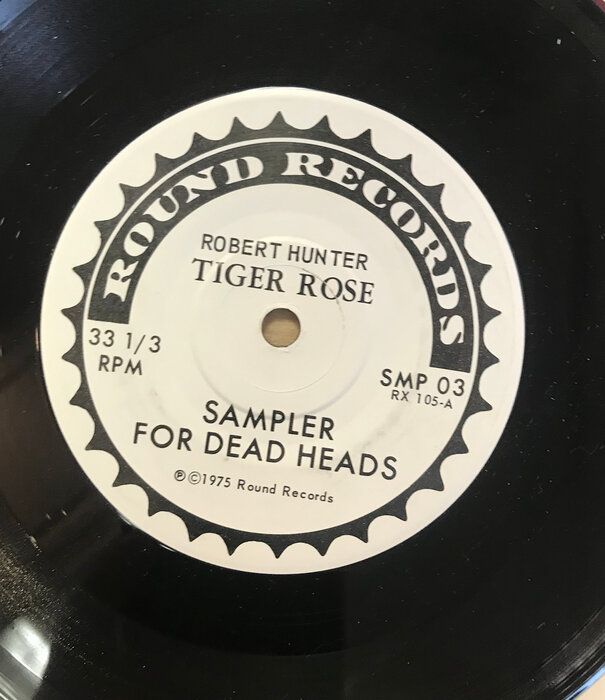 ROUND RECORDS
ROBERT HUNTER
TIGER ROSE
33 1/3
RPM
SMP 03
RX 105-A
SAMPLER
FOR DEAD HEADS
℗©1975 Round Records